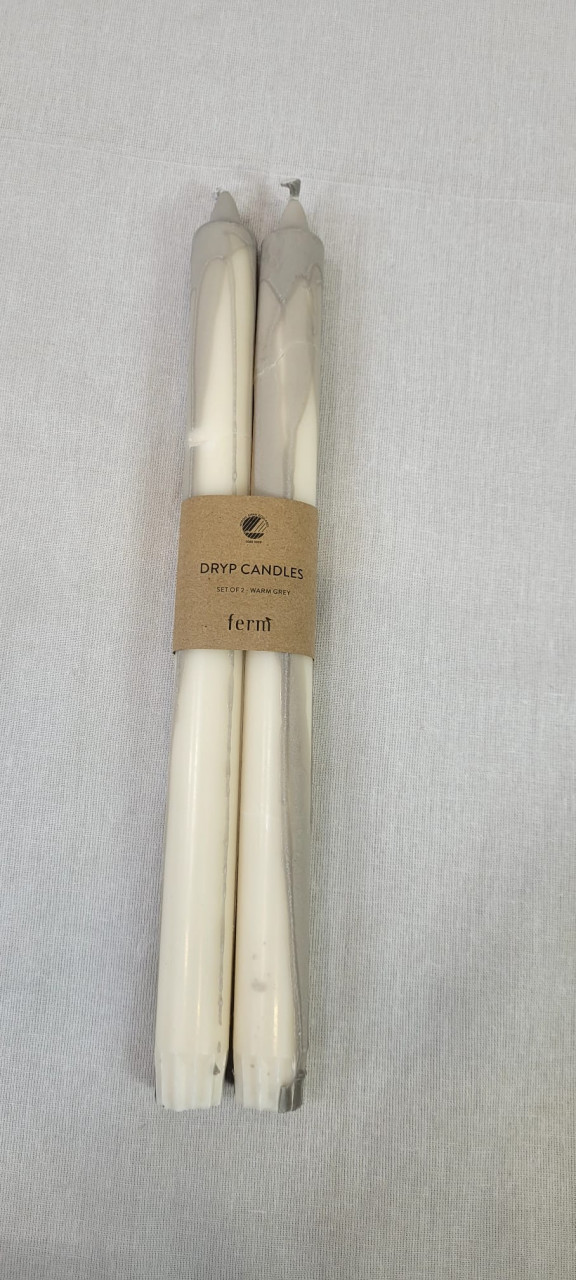 DRYP CANDLES
SET OF 2 - WARM GREY
ferm